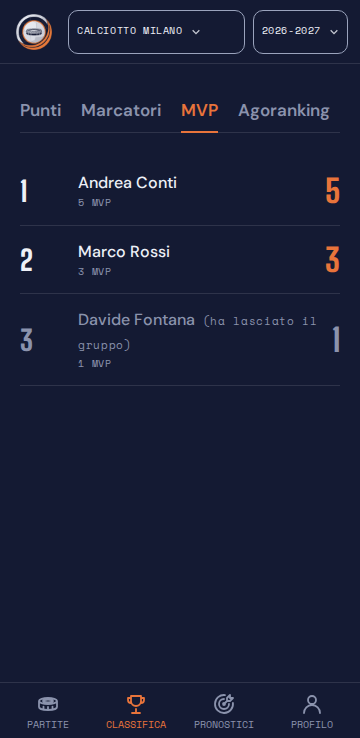 CALCIOTTO MILANO
2026-2027
Punti Marcatori MVP Agoranking
1
Andrea Conti
5 MVP
5
2
Marco Rossi
3 MVP
3
3
Davide Fontana (ha lasciato il
gruppo)
1 MVP
1
PARTITE CLASSIFICA PRONOSTICI PROFILO